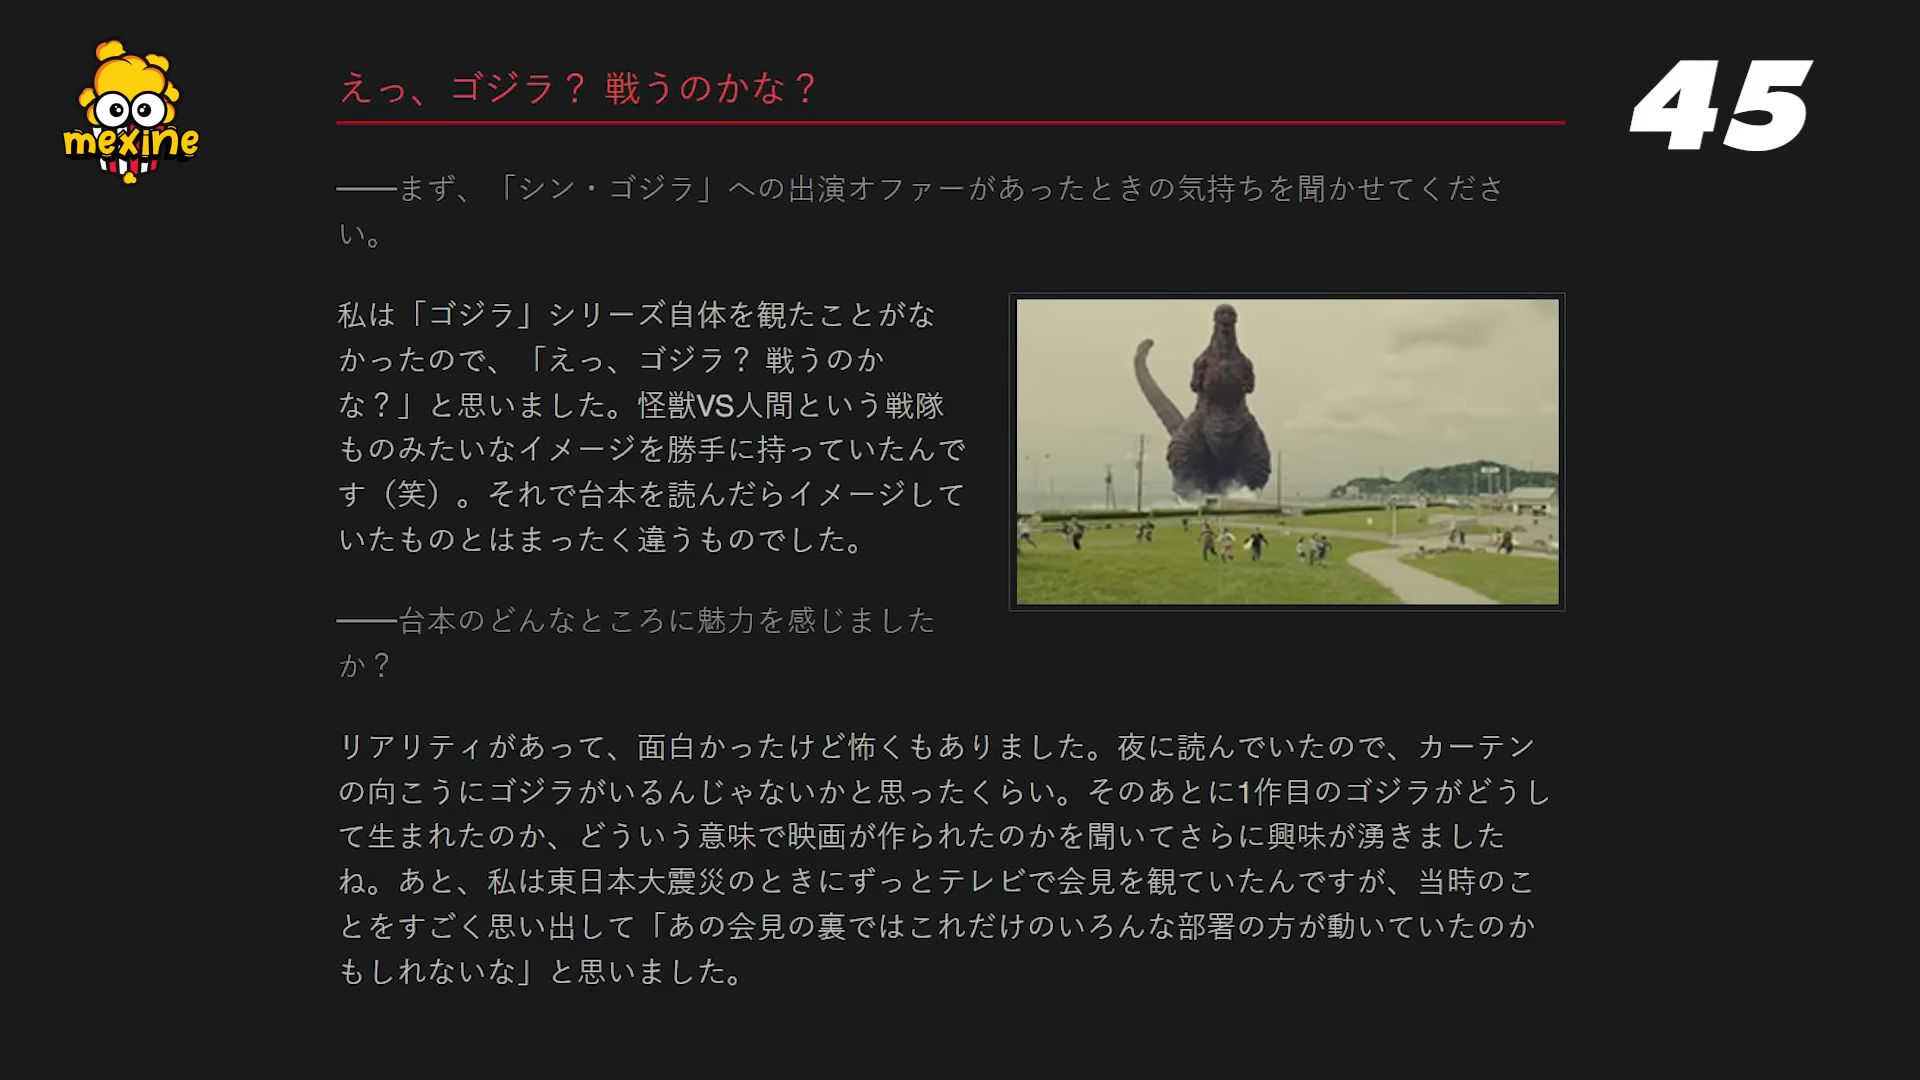 mexine
45
えっ、ゴジラ？ 戦うのかな？
——まず、「シン・ゴジラ」への出演オファーがあったときの気持ちを聞かせてくださ
い。
私は「ゴジラ」シリーズ自体を観たことがな
かったので、「えっ、ゴジラ？ 戦うのか
な？」と思いました。怪獣VS人間という戦隊
ものみたいなイメージを勝手に持っていたんで
す（笑）。それで台本を読んだらイメージして
いたものとはまったく違うものでした。
——台本のどんなところに魅力を感じました
か？
リアリティがあって、面白かったけど怖くもありました。夜に読んでいたので、カーテン
の向こうにゴジラがいるんじゃないかと思ったくらい。そのあとに1作目のゴジラがどうし
て生まれたのか、どういう意味で映画が作られたのかを聞いてさらに興味が湧きました
ね。あと、私は東日本大震災のときにずっとテレビで会見を観ていたんですが、当時のこ
とをすごく思い出して「あの会見の裏ではこれだけのいろんな部署の方が動いていたのか
もしれないな」と思いました。